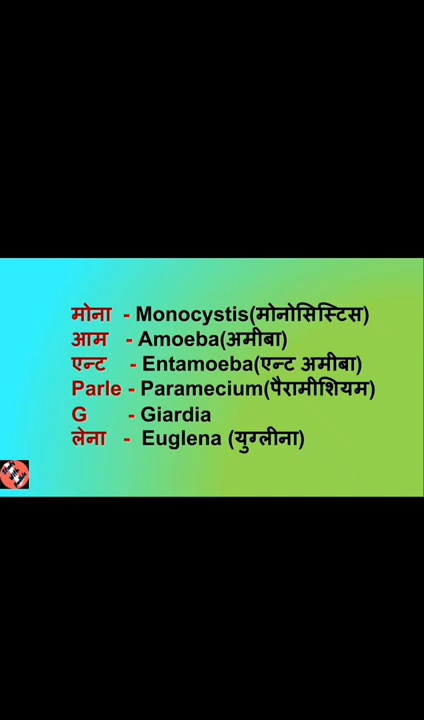 मोना - Monocystis(मोनोसिस्टिस)
आम - Amoeba(अमीबा)
एन्ट - Entamoeba(एन्ट अमीबा)
Parle - Paramecium(पैरामीशियम)
G - Giardia
लेना - Euglena (युग्लीना)